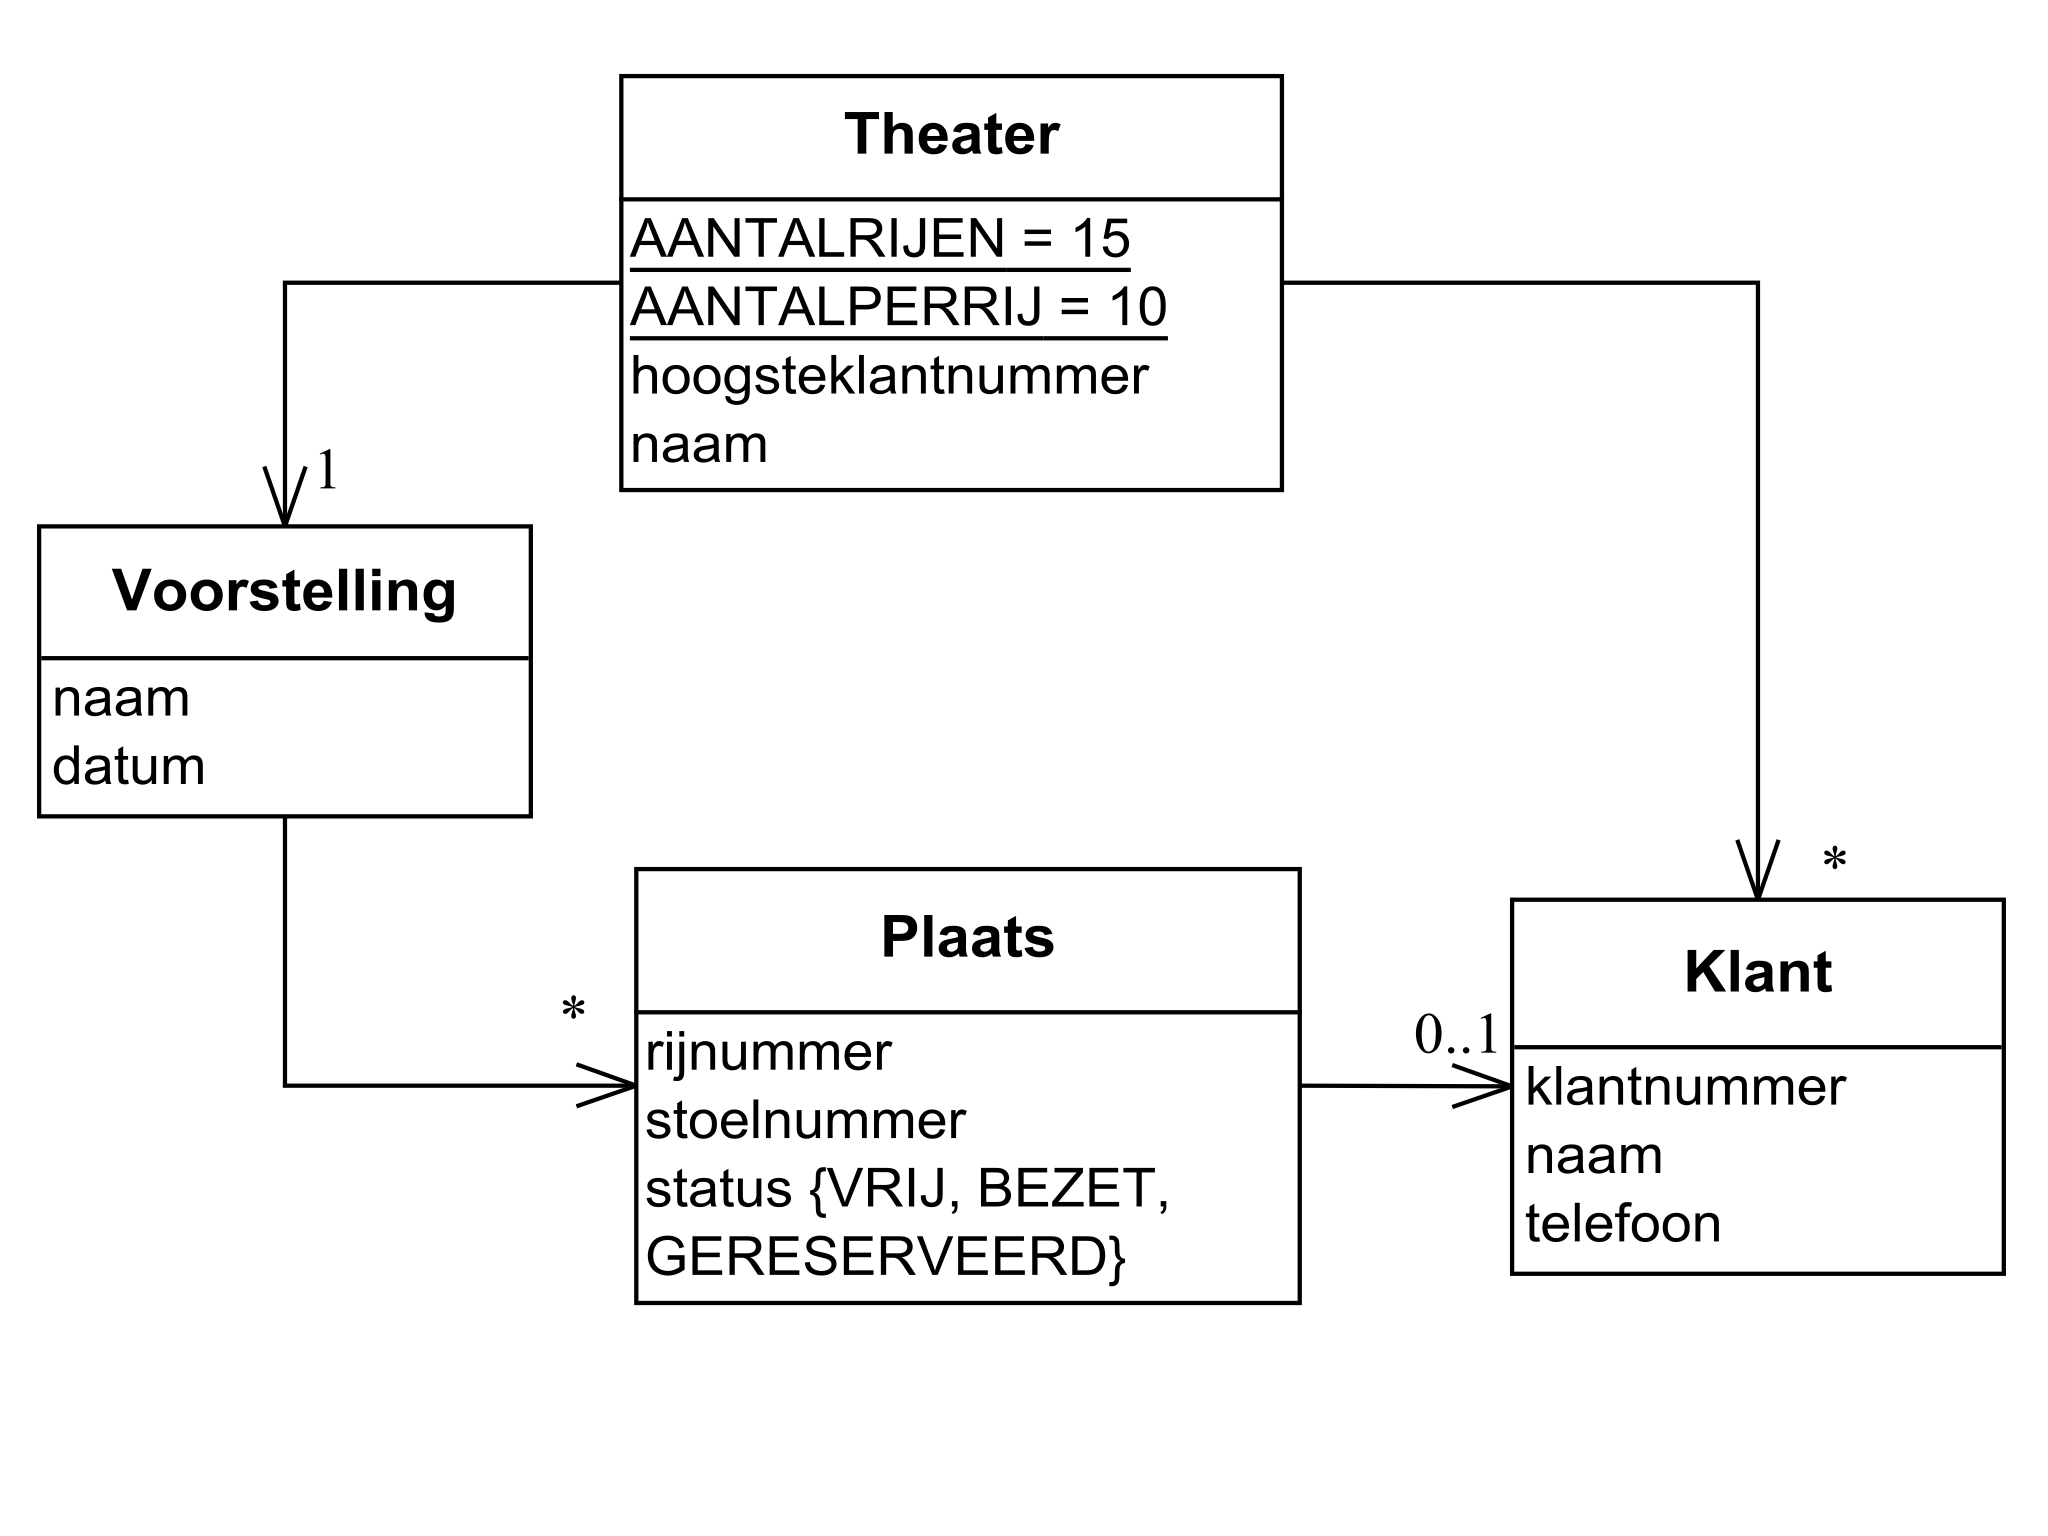 Theater
AANTALRIJEN = 15
AANTALPERRIJ = 10
hoogsteklantnummer
naam
1
Voorstelling
naam
datum
*
Plaats
rijnummer
stoelnummer
status {VRIJ, BEZET,
GERESERVEERD}
*
0..1
Klant
klantnummer
naam
telefoon